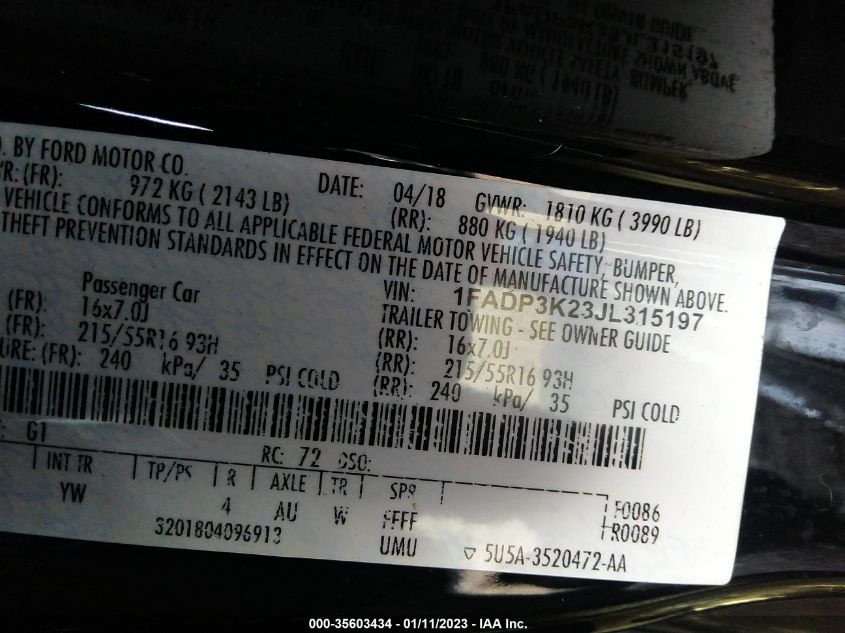 D. BY FORD MOTOR CO.
DATE: 04/18 GVWR: 1810 KG ( 3990 LB)
VR: (FR): 972 KG ( 2143 LB) (RR): 880 KG ( 1940 LB)
VEHICLE CONFORMS TO ALL APPLICABLE FEDERAL MOTOR VEHICLE SAFETY, BUMPER,
THEFT PREVENTION STANDARDS IN EFFECT ON THE DATE OF MANUFACTURE SHOWN ABOVE.
VIN: 1FADP3K23JL315197
Passenger Car TRAILER TOWING - SEE OWNER GUIDE
(FR): 16x7.0J (RR): 16x7.0J
(FR): 215/55R16 93H (RR): 215/55R16 93H
URE: (FR): 240 kPa/ 35 PSI COLD (RR): 240 kPa/ 35 PSI COLD
: G1
RC: 72 DSO:
INT TR TP/PS R AXLE TR SPR
YW 4 AU W FFFF F0086
R0089
3201804096913 UMU 5U5A-3520472-AA
000-35603434 - 01/11/2023 - IAA Inc.